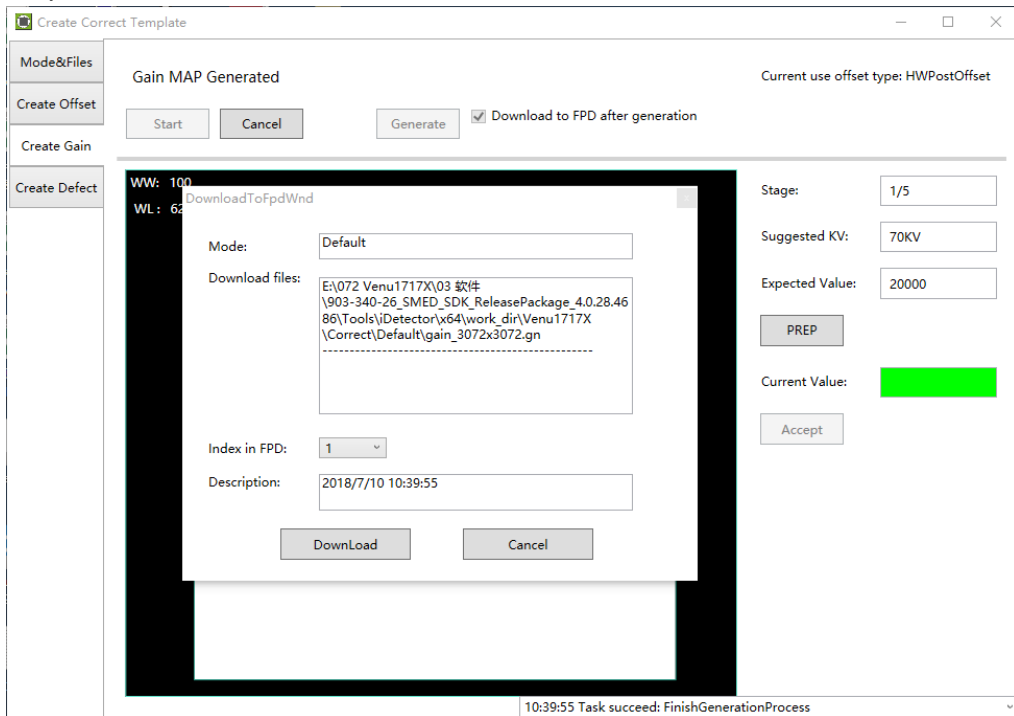 Create Correct Template
Mode&Files
Create Offset
Create Gain
Create Defect
Gain MAP Generated
Current use offset type: HWPostOffset
Start
Cancel
Generate
Download to FPD after generation
WW: 100
WL: 62
DownloadToFpdWnd
Mode:
Default
Download files:
E:\072 Venu1717X\03 软件
\903-340-26_SMED_SDK_ReleasePackage_4.0.28.46
86\Tools\iDetector\x64\work_dir\Venu1717X
\Correct\Default\gain_3072x3072.gn
----------------------------------------------------
Index in FPD:
1
Description:
2018/7/10 10:39:55
DownLoad
Cancel
Stage:
1/5
Suggested KV:
70KV
Expected Value:
20000
PREP
Current Value:
Accept
10:39:55 Task succeed: FinishGenerationProcess